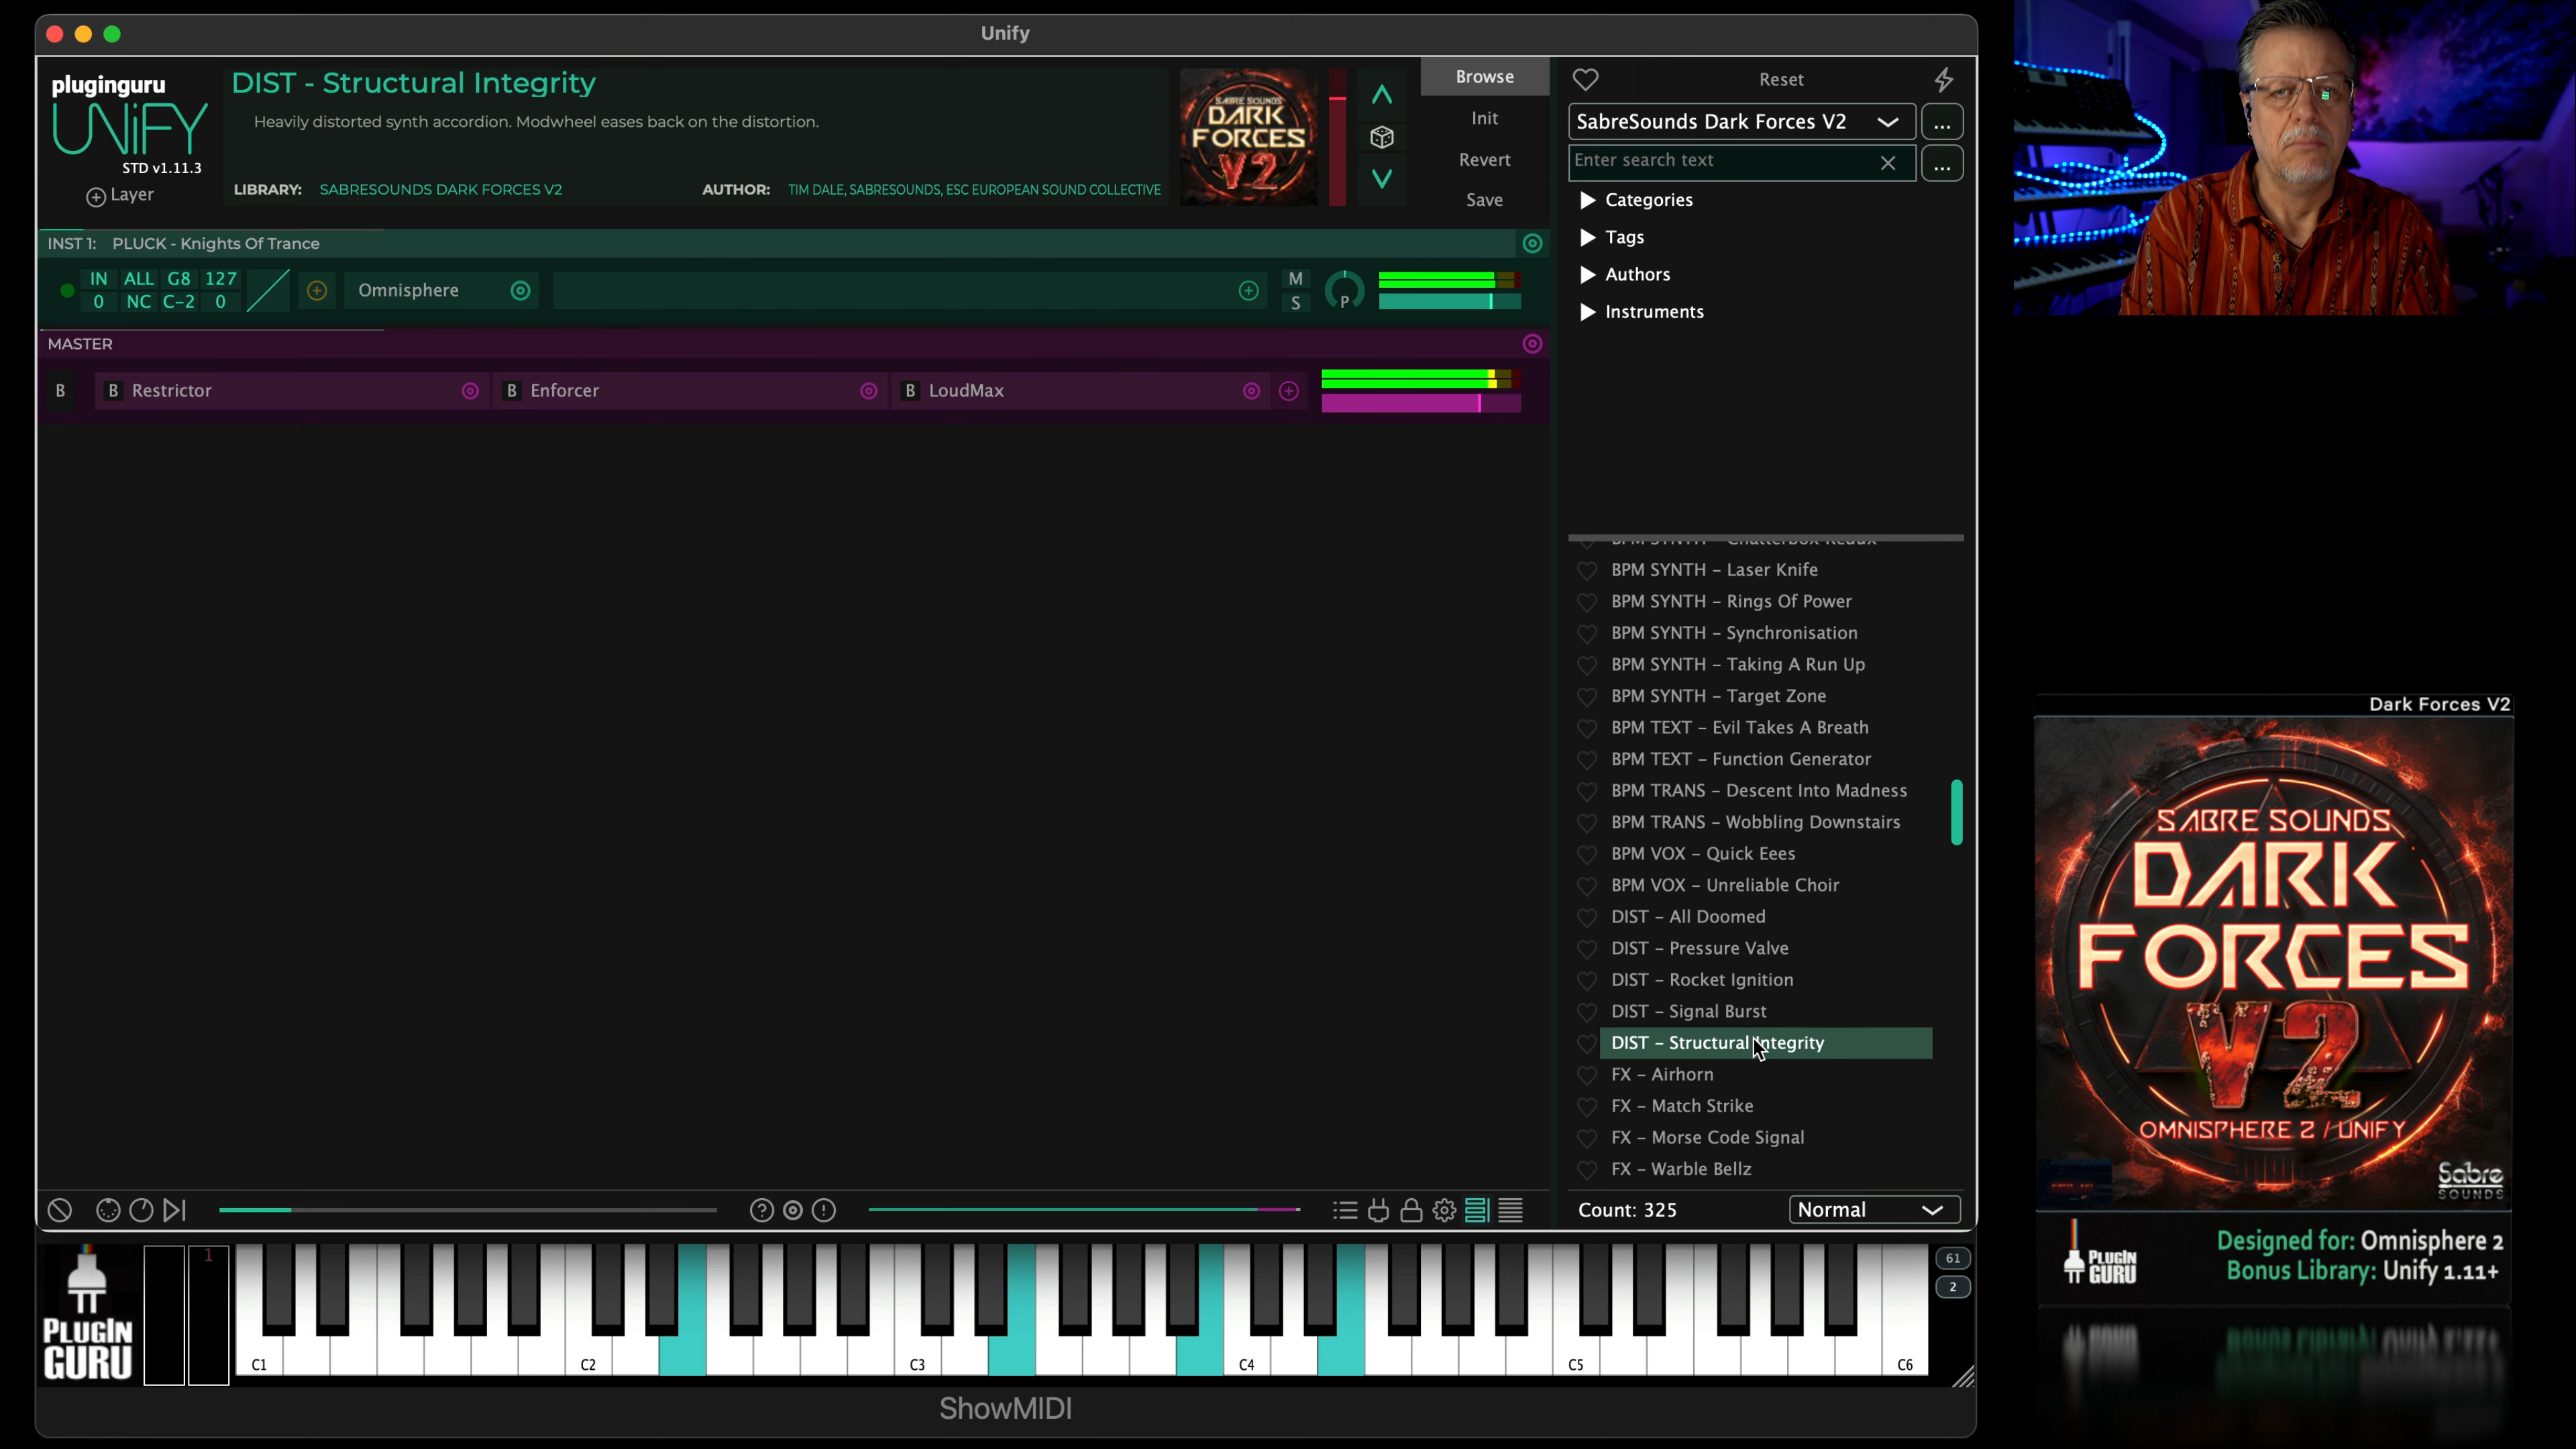 Unify
pluginguru
UNIFY
STD v1.11.3
Layer
DIST - Structural Integrity
Heavily distorted synth accordion. Modwheel eases back on the distortion.
LIBRARY: SABRESOUNDS DARK FORCES V2
AUTHOR: TIM DALE, SABRESOUNDS, ESC EUROPEAN SOUND COLLECTIVE
SABRE SOUNDS
DARK
FORCES
V2
Browse
Init
Revert
Save
Reset
SabreSounds Dark Forces V2
...
Enter search text
...
Categories
Tags
Authors
Instruments
INST 1: PLUCK - Knights Of Trance
IN ALL G8 127
0 NC C-2 0
Omnisphere
M
S
P
MASTER
B
B Restrictor
B Enforcer
B LoudMax
BPM SYNTH – Chatterbox Redux
BPM SYNTH – Laser Knife
BPM SYNTH – Rings Of Power
BPM SYNTH – Synchronisation
BPM SYNTH – Taking A Run Up
BPM SYNTH – Target Zone
BPM TEXT – Evil Takes A Breath
BPM TEXT – Function Generator
BPM TRANS – Descent Into Madness
BPM TRANS – Wobbling Downstairs
BPM VOX – Quick Eees
BPM VOX – Unreliable Choir
DIST – All Doomed
DIST – Pressure Valve
DIST – Rocket Ignition
DIST – Signal Burst
DIST – Structural Integrity
FX – Airhorn
FX – Match Strike
FX – Morse Code Signal
FX – Warble Bellz
Count: 325
Normal
PLUGIN
GURU
1
C1 C2 C3 C4 C5 C6
61
2
ShowMIDI
Dark Forces V2
SABRE SOUNDS
DARK
FORCES
V2
OMNISPHERE 2 / UNIFY
Sabre
SOUNDS
PLUGIN
GURU
Designed for: Omnisphere 2
Bonus Library: Unify 1.11+